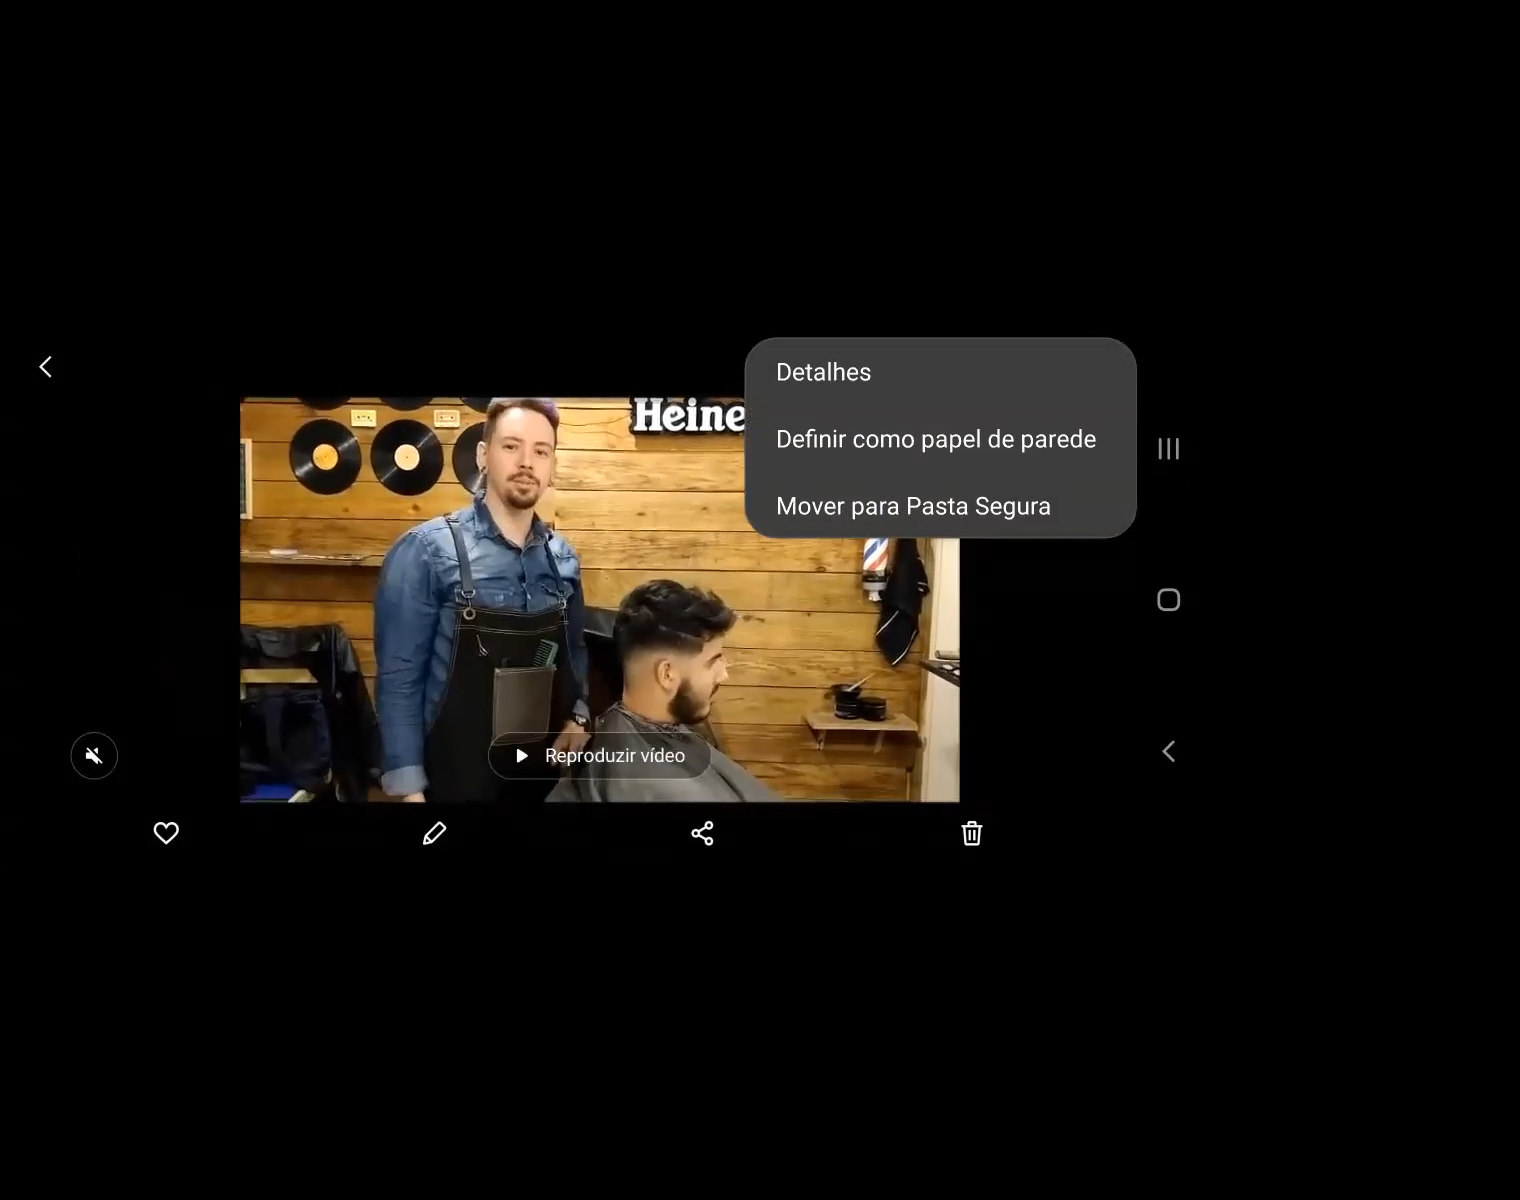 Detalhes
Heine
Definir como papel de parede
Mover para Pasta Segura
Reproduzir vídeo